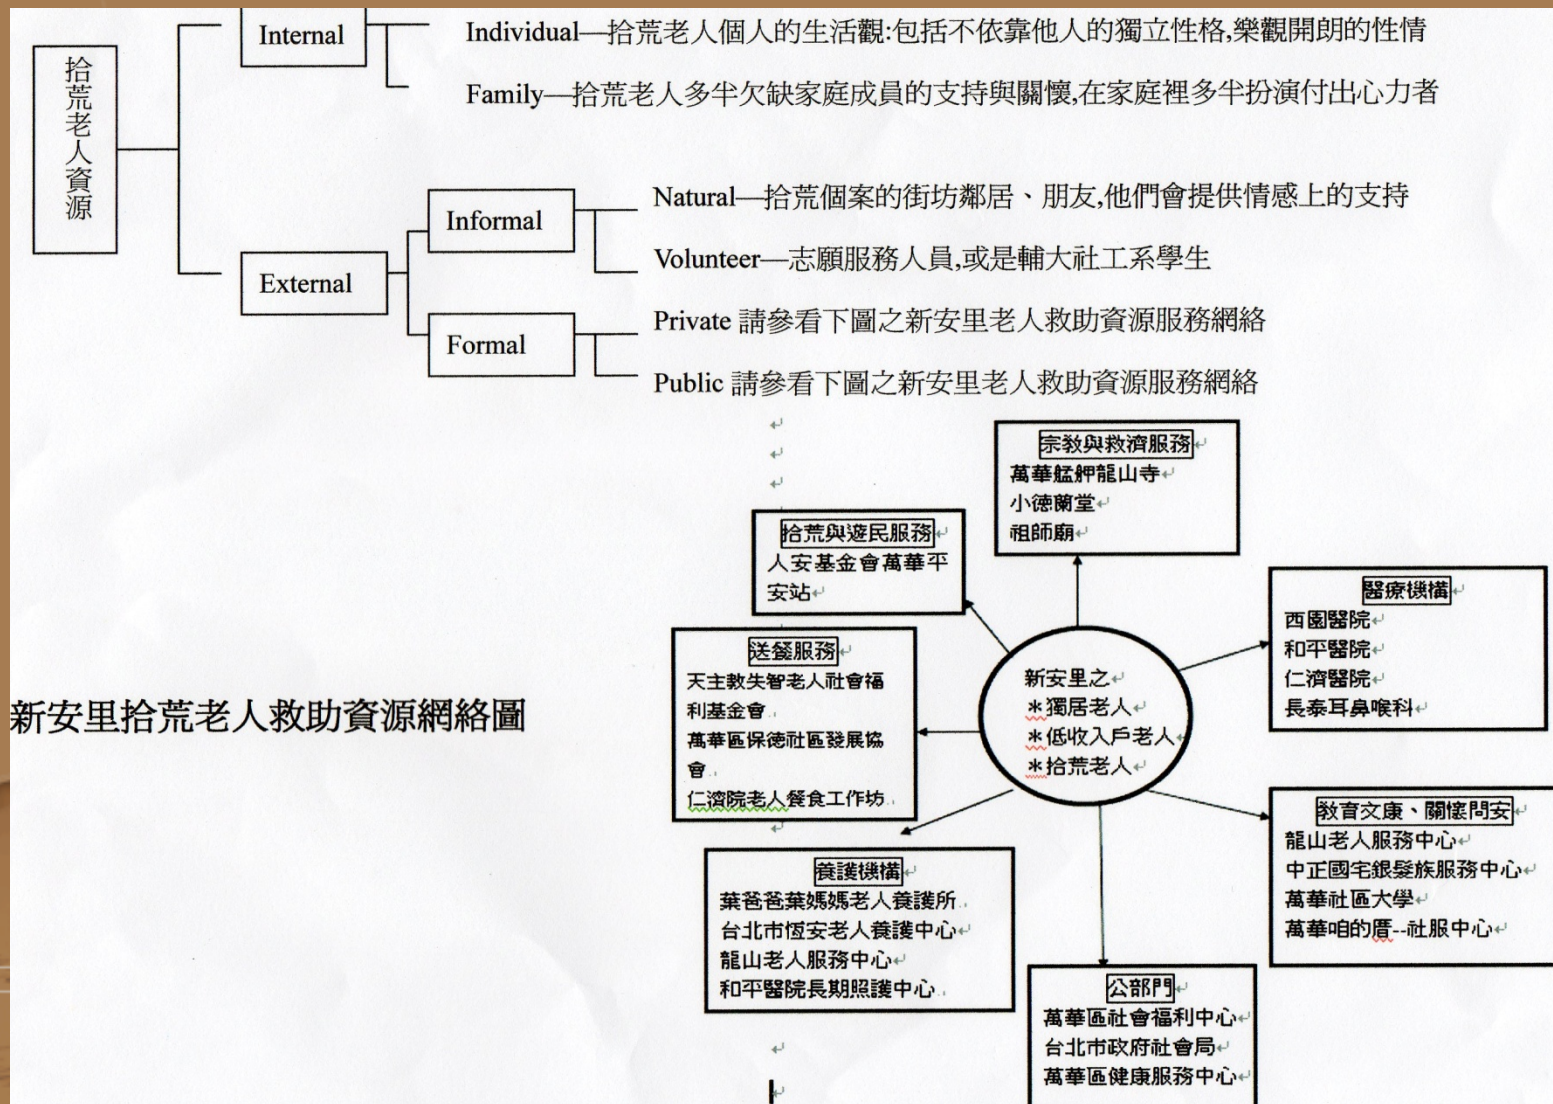 拾荒老人資源
Internal
Individual—拾荒老人個人的生活觀:包括不依靠他人的獨立性格,樂觀開朗的性情
Family—拾荒老人多半欠缺家庭成員的支持與關懷,在家庭裡多半扮演付出心力者
External
Informal
Natural—拾荒個案的街坊鄰居、朋友,他們會提供情感上的支持
Volunteer—志願服務人員,或是輔大社工系學生
Formal
Private 請參看下圖之新安里老人救助資源服務網絡
Public 請參看下圖之新安里老人救助資源服務網絡
新安里拾荒老人救助資源網絡圖
宗教與救濟服務
萬華艋舺龍山寺
小德蘭堂
祖師廟
拾荒與遊民服務
人安基金會萬華平
安站
醫療機構
西園醫院
和平醫院
仁濟醫院
長泰耳鼻喉科
送餐服務
天主教失智老人社會福
利基金會
萬華區保德社區發展協
會
仁濟院老人餐食工作坊
新安里之
*獨居老人
*低收入戶老人
*拾荒老人
教育文康、關懷問安
龍山老人服務中心
中正國宅銀髮族服務中心
萬華社區大學
萬華咱的厝--社服中心
養護機構
葉爸爸葉媽媽老人養護所
台北市恆安老人養護中心
龍山老人服務中心
和平醫院長期照護中心
公部門
萬華區社會福利中心
台北市政府社會局
萬華區健康服務中心